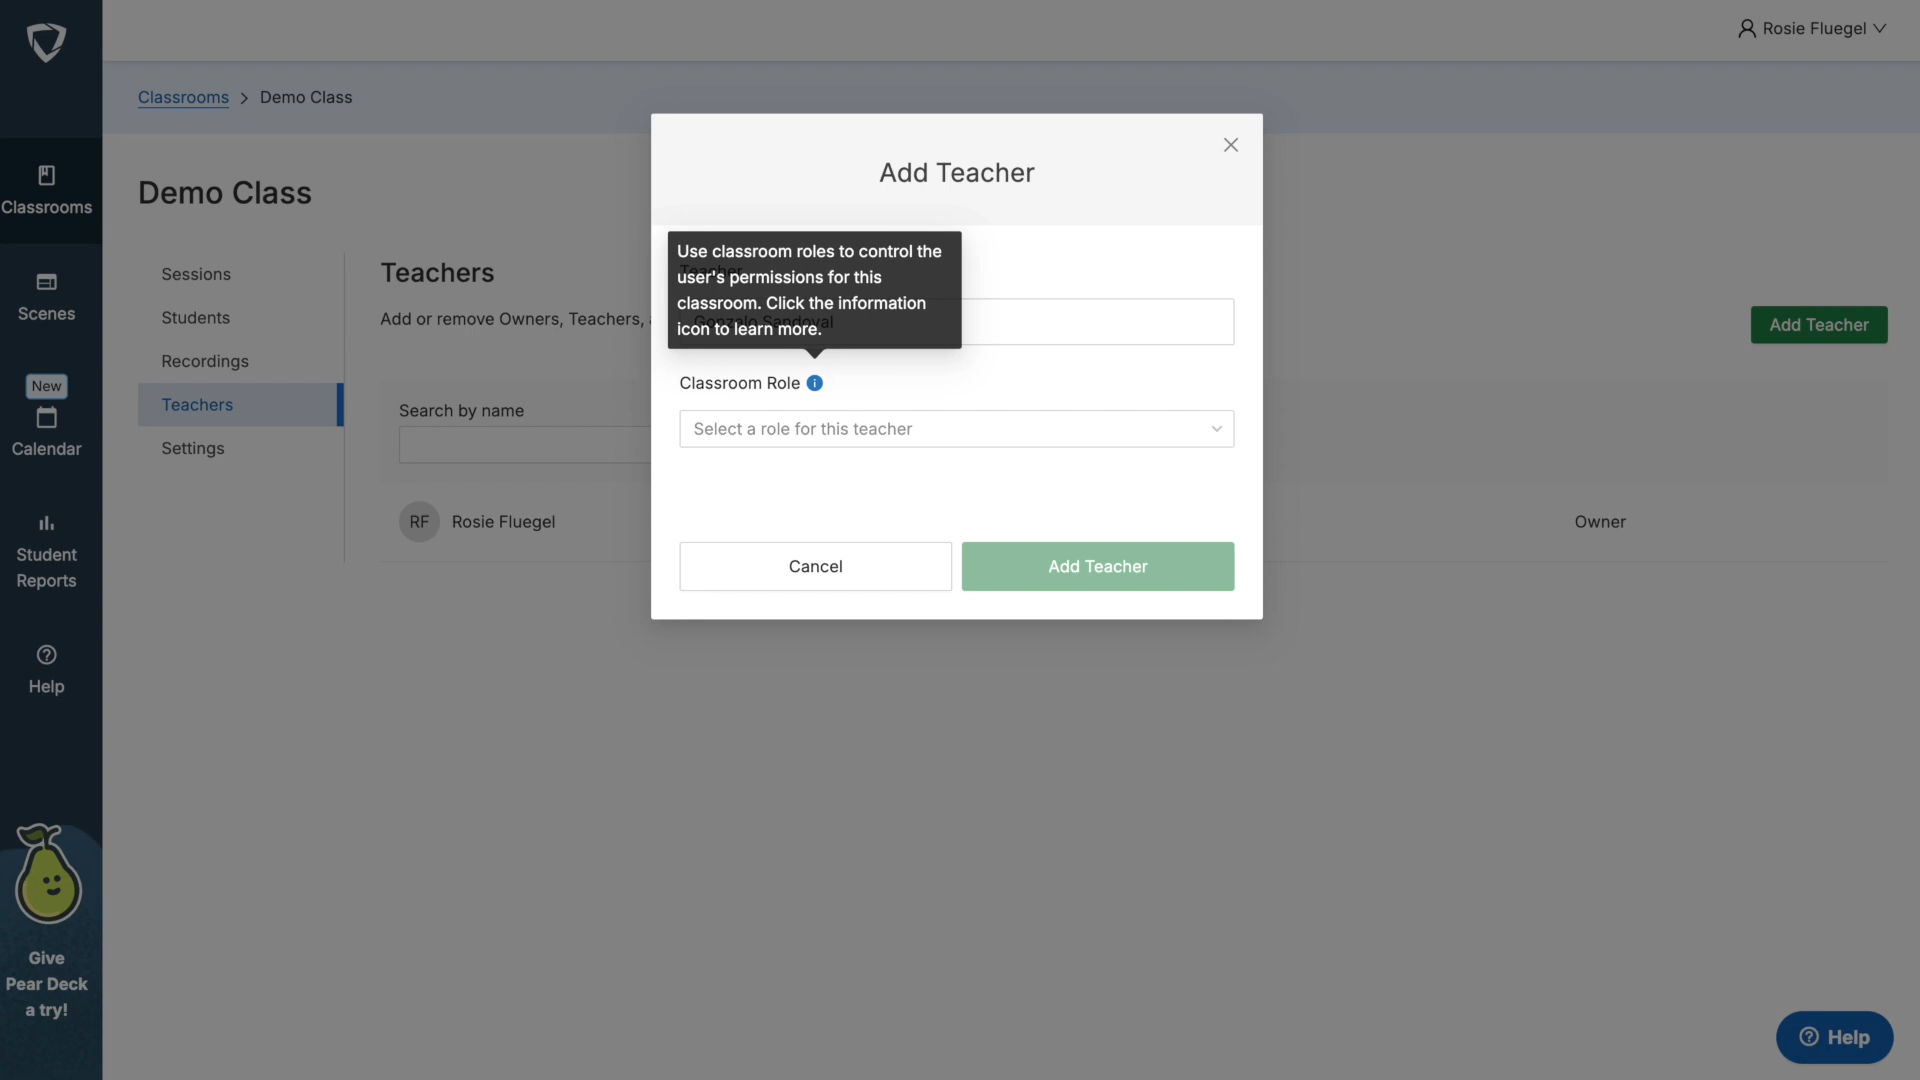 Rosie Fluegel
Classrooms > Demo Class
Classrooms
Scenes
New
Calendar
Student
Reports
Help
Give
Pear Deck
a try!
Demo Class
Sessions
Students
Recordings
Teachers
Settings
Teachers
Add or remove Owners, Teachers,
Add Teacher
Search by name
RF
Rosie Fluegel
Owner
Add Teacher
Use classroom roles to control the
user's permissions for this
classroom. Click the information
icon to learn more.
Teacher
Gonzalo Sandoval
Classroom Role
Select a role for this teacher
Cancel
Add Teacher
Help